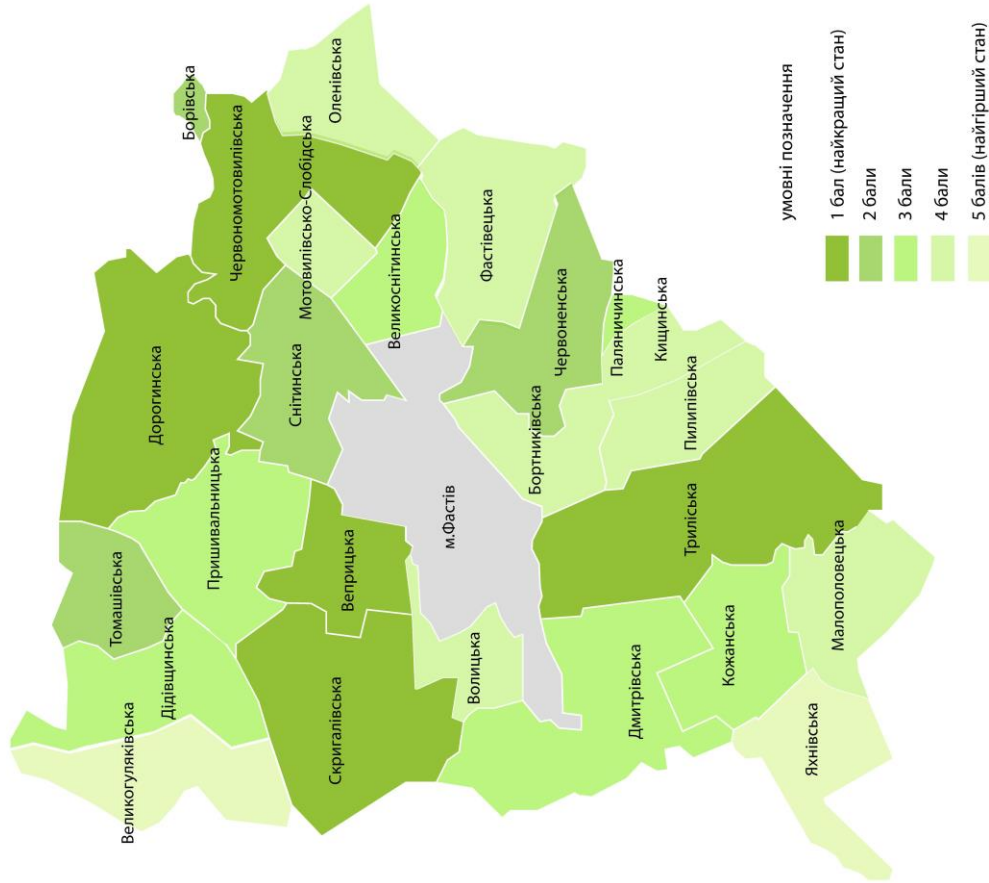 Великогуляківська
Дідівщинська
Томашівська
Пришивальницька
Дорогинська
Червономотовилівська
Борівська
Оленівська
Мотовилівсько-Слобідська
Снітинська
Великоснітинська
Фастівецька
Скригалівська
Веприцька
Волицька
м.Фастів
Бортниківська
Червоненська
Паляничинська
Кищинська
Пилипівська
Триліська
Дмитрівська
Кожанська
Малополовецька
Яхнівська
умовні позначення
1 бал (найкращий стан)
2 бали
3 бали
4 бали
5 балів (найгірший стан)